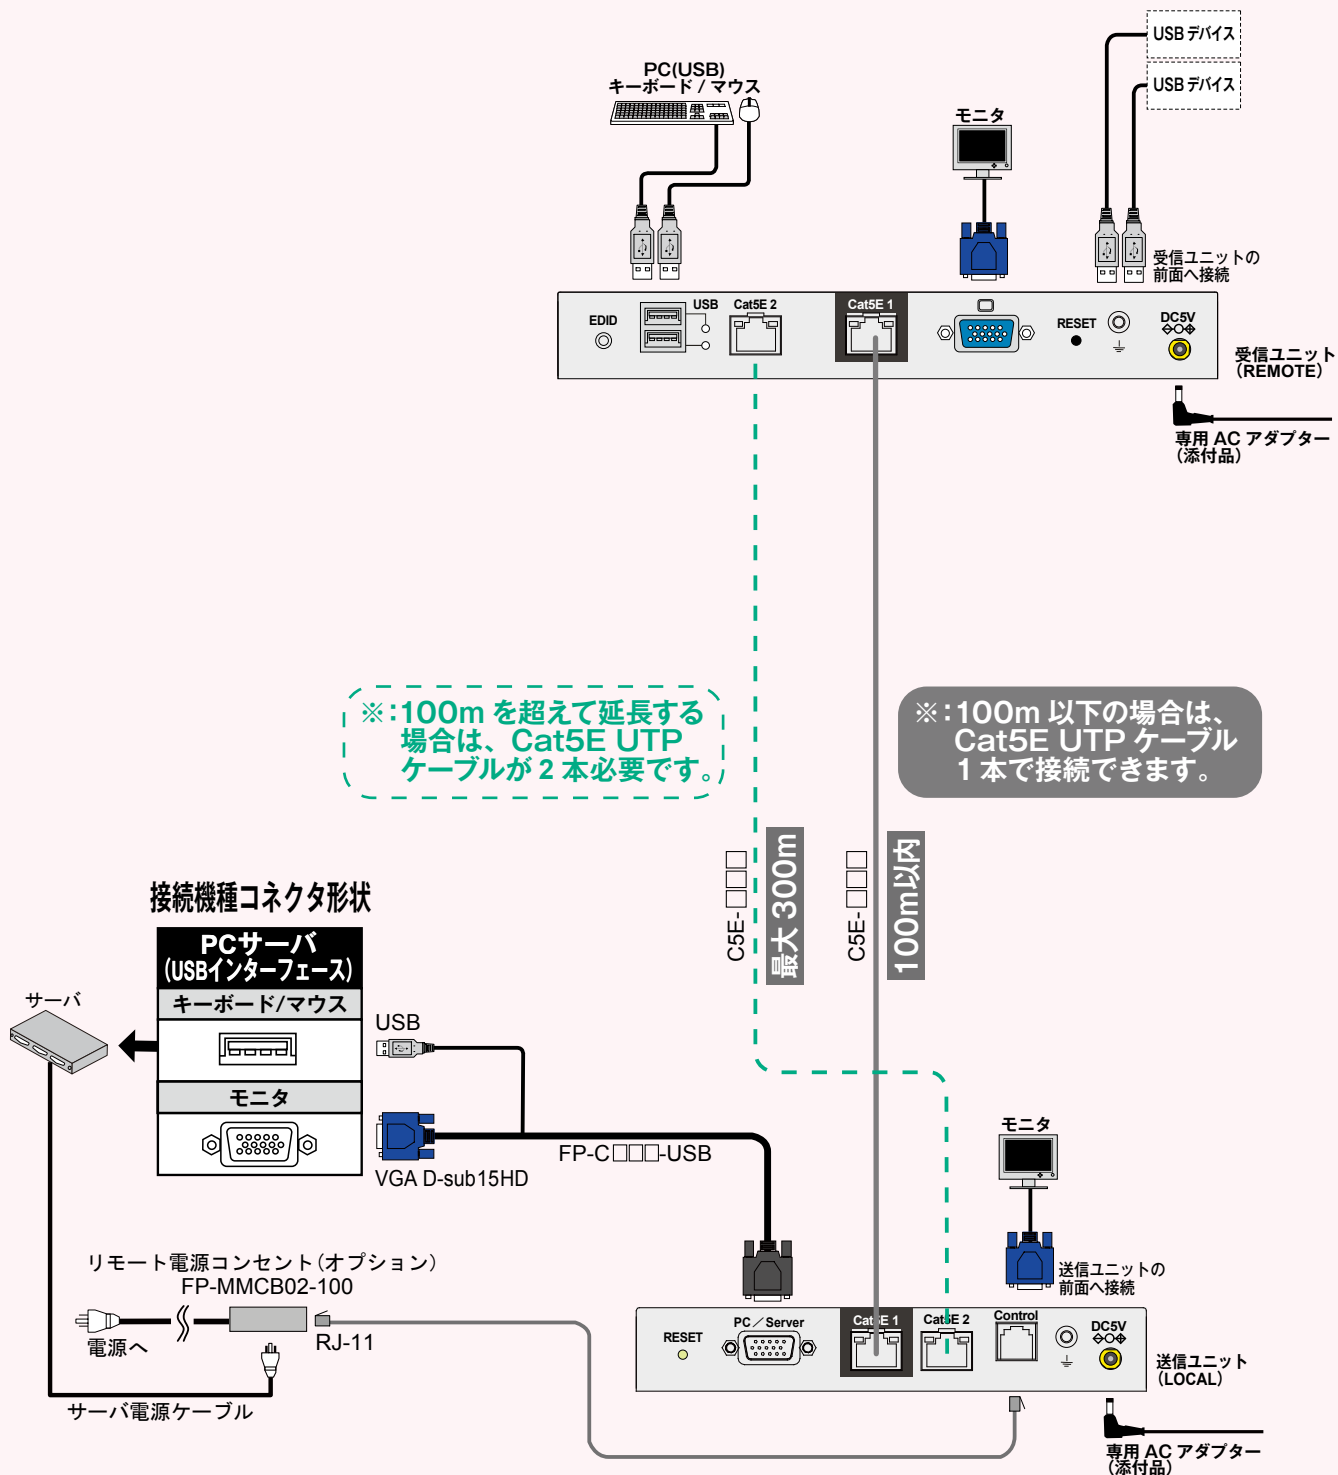 USB デバイス
USB デバイス
PC(USB)
キーボード / マウス
モニタ
受信ユニットの
前面へ接続
EDID
USB
Cat5E 2
Cat5E 1
RESET
DC5V
受信ユニット
(REMOTE)
専用 AC アダプター
(添付品)
※:100m を超えて延長する
場合は、Cat5E UTP
ケーブルが 2 本必要です。
※:100m 以下の場合は、
Cat5E UTP ケーブル
1 本で接続できます。
C5E-□□□
最大 300m
C5E-□□□
100m以内
接続機種コネクタ形状
PCサーバ
(USBインターフェース)
キーボード/マウス
モニタ
サーバ
USB
VGA D-sub15HD
FP-C□□□-USB
モニタ
送信ユニットの
前面へ接続
リモート電源コンセント(オプション)
FP-MMCB02-100
電源へ
RJ-11
サーバ電源ケーブル
RESET
PC／Server
Cat5E 1
Cat5E 2
Control
DC5V
送信ユニット
(LOCAL)
専用 AC アダプター
(添付品)